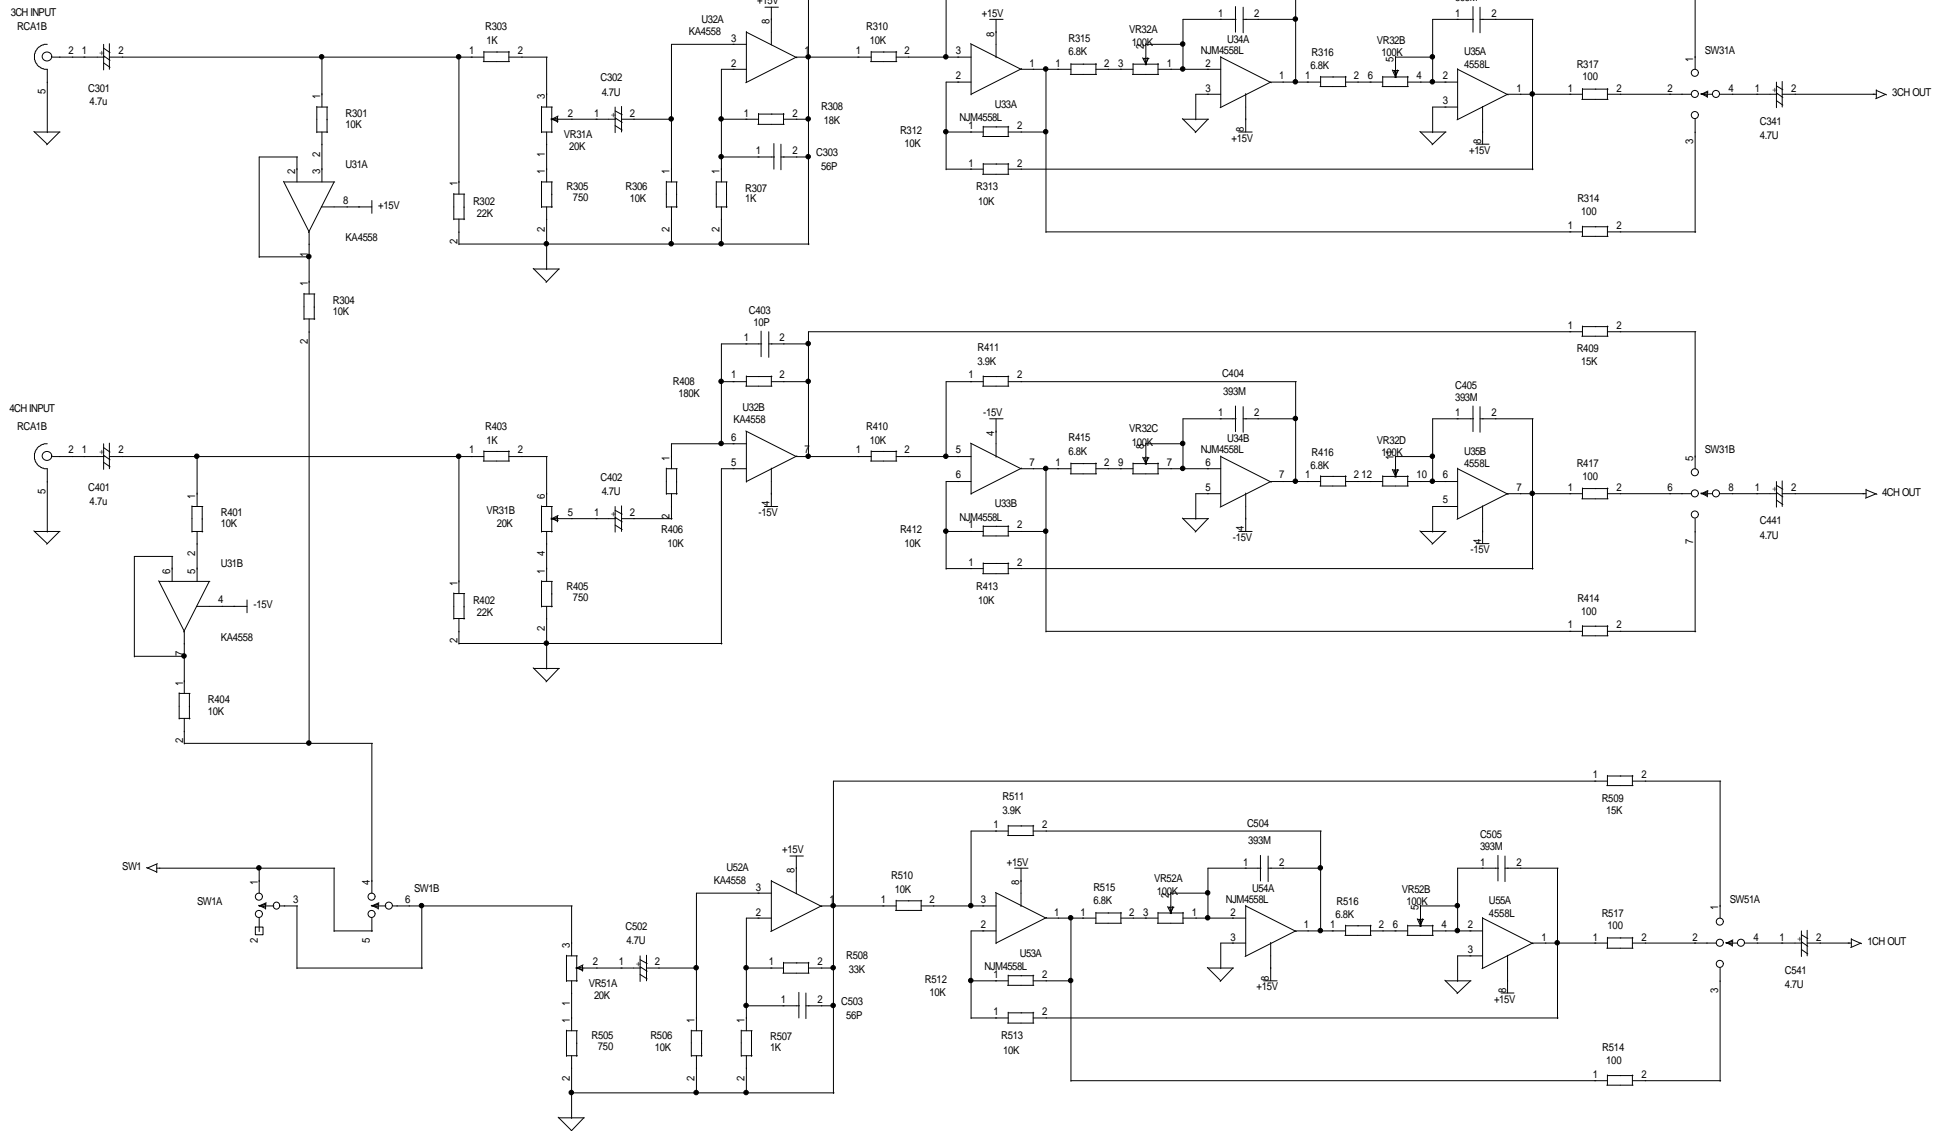 3CH INPUT
RCA1B
C301
4.7u
R301
10K
U31A
+15V
KA4558
R304
10K
R302
22K
R303
1K
VR31A
20K
R305
750
C302
4.7U
R306
10K
U32A
KA4558
+15V
R307
1K
R308
18K
C303
56P
R310
10K
+15V
U33A
NJM4558L
R312
10K
R313
10K
R315
6.8K
VR32A
100K
U34A
NJM4558L
+15V
R316
6.8K
VR32B
100K
U35A
4558L
+15V
R317
100
R314
100
SW31A
C341
4.7U
3CH OUT
4CH INPUT
RCA1B
C401
4.7u
R401
10K
U31B
-15V
KA4558
R404
10K
R402
22K
R403
1K
VR31B
20K
R405
750
C402
4.7U
R406
10K
C403
10P
R408
180K
U32B
KA4558
-15V
R410
10K
R411
3.9K
-15V
U33B
NJM4558L
R412
10K
R413
10K
R415
6.8K
VR32C
100K
C404
393M
U34B
NJM4558L
-15V
R416
6.8K
VR32D
100K
C405
393M
U35B
4558L
-15V
R409
15K
R417
100
R414
100
SW31B
C441
4.7U
4CH OUT
SW1
SW1A
SW1B
VR51A
20K
R505
750
C502
4.7U
R506
10K
U52A
KA4558
+15V
R507
1K
R508
33K
C503
56P
R510
10K
R511
3.9K
+15V
U53A
NJM4558L
R512
10K
R513
10K
R515
6.8K
VR52A
100K
C504
393M
U54A
NJM4558L
+15V
R516
6.8K
VR52B
100K
C505
393M
U55A
4558L
+15V
R509
15K
R517
100
R514
100
SW51A
C541
4.7U
1CH OUT